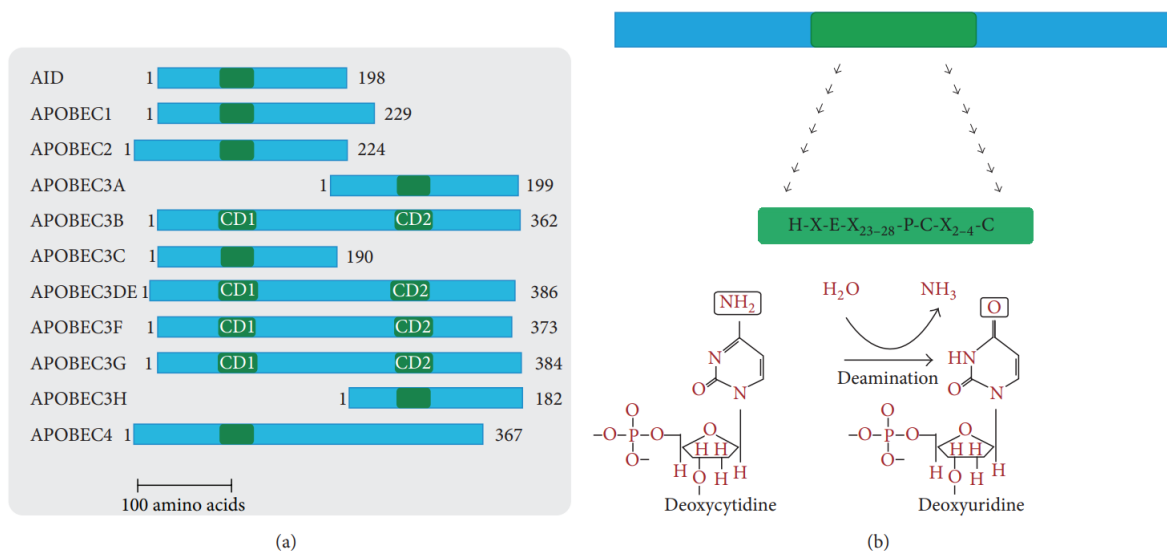 AID 1 198
APOBEC1 1 229
APOBEC2 1 224
APOBEC3A 1 199
APOBEC3B 1 CD1 CD2 362
APOBEC3C 1 190
APOBEC3DE 1 CD1 CD2 386
APOBEC3F 1 CD1 CD2 373
APOBEC3G 1 CD1 CD2 384
APOBEC3H 1 182
APOBEC4 1 367
100 amino acids
(a)
H-X-E-X₂₃₋₂₈-P-C-X₂₋₄-C
NH₂
N
O
N
O
–O–P–O
O–
O
H H
H
H
O
Deoxycytidine
H₂O NH₃
Deamination
O
HN
O
N
O
–O–P–O
O–
O
H H
H
H
O
Deoxyuridine
(b)